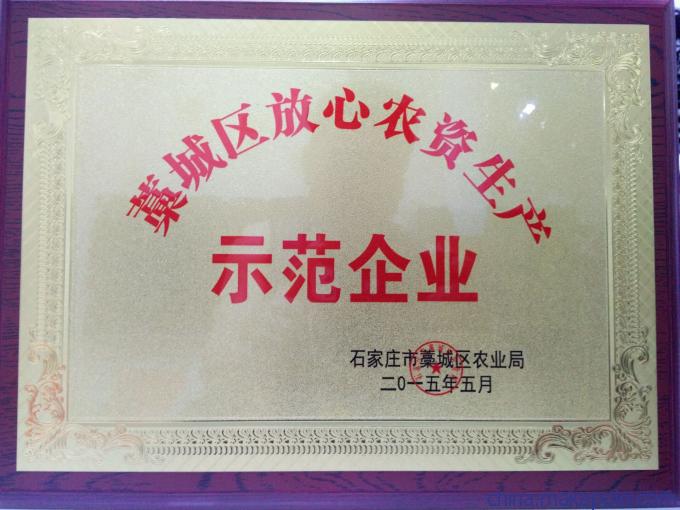 藁城区放心农资生产
示范企业
石家庄市藁城区农业局
二0一五年五月